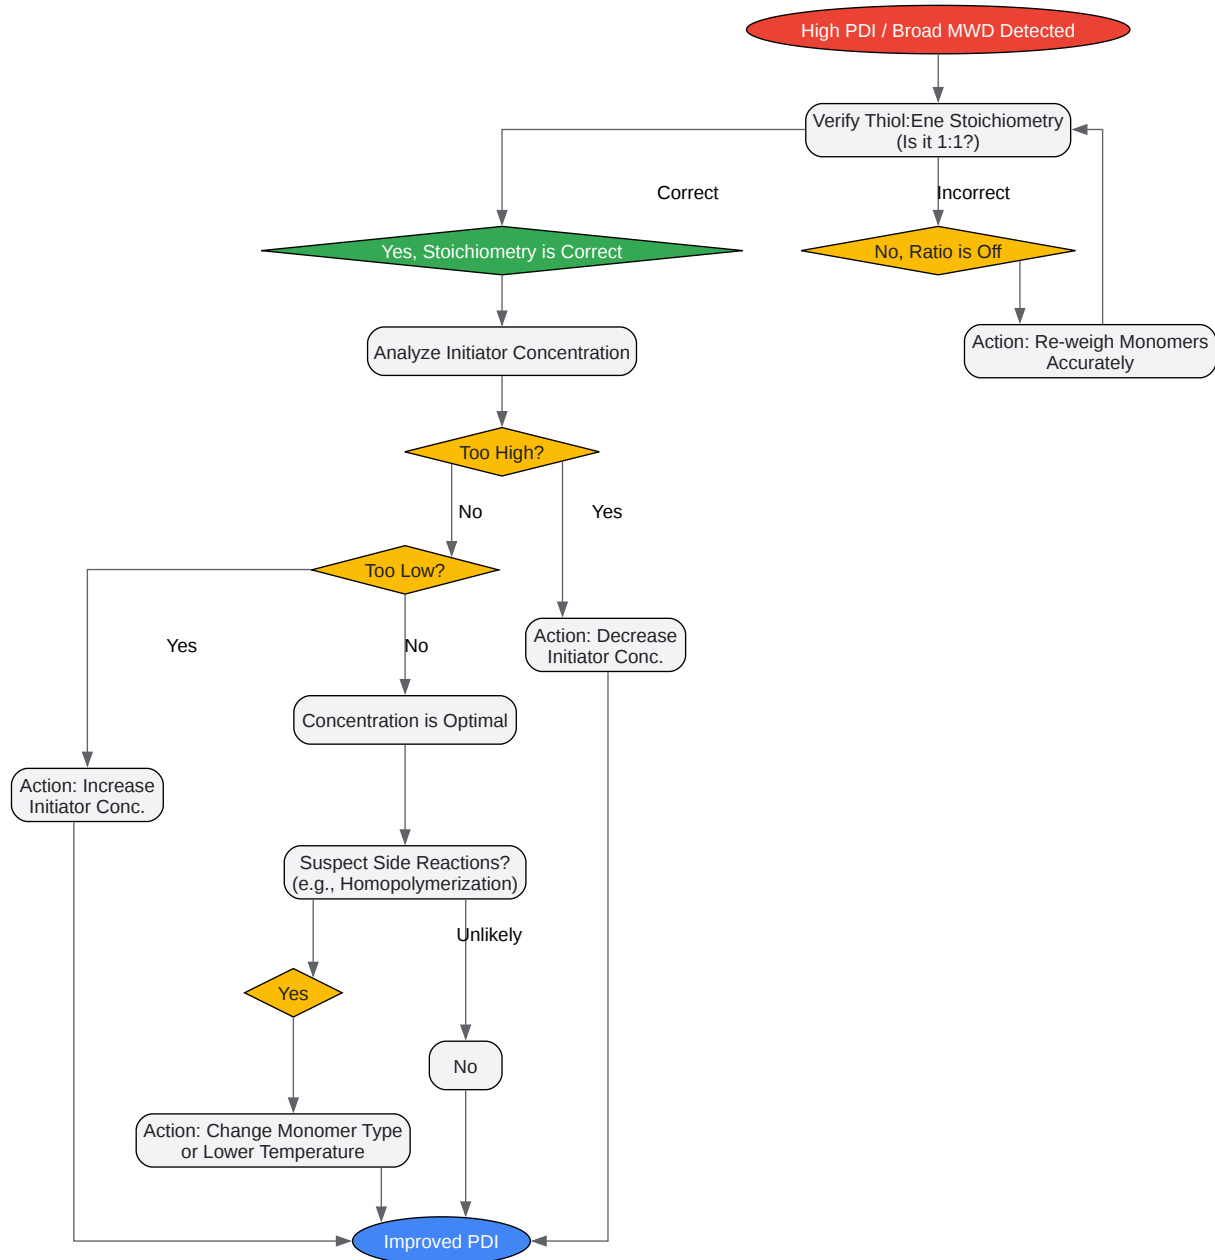 High PDI / Broad MWD Detected
Verify Thiol:Ene Stoichiometry
(Is it 1:1?)
Correct
Incorrect
Yes, Stoichiometry is Correct
No, Ratio is Off
Action: Re-weigh Monomers
Accurately
Analyze Initiator Concentration
Too High?
No
Yes
Too Low?
Yes
No
Action: Decrease
Initiator Conc.
Concentration is Optimal
Action: Increase
Initiator Conc.
Suspect Side Reactions?
(e.g., Homopolymerization)
Unlikely
Yes
No
Action: Change Monomer Type
or Lower Temperature
Improved PDI